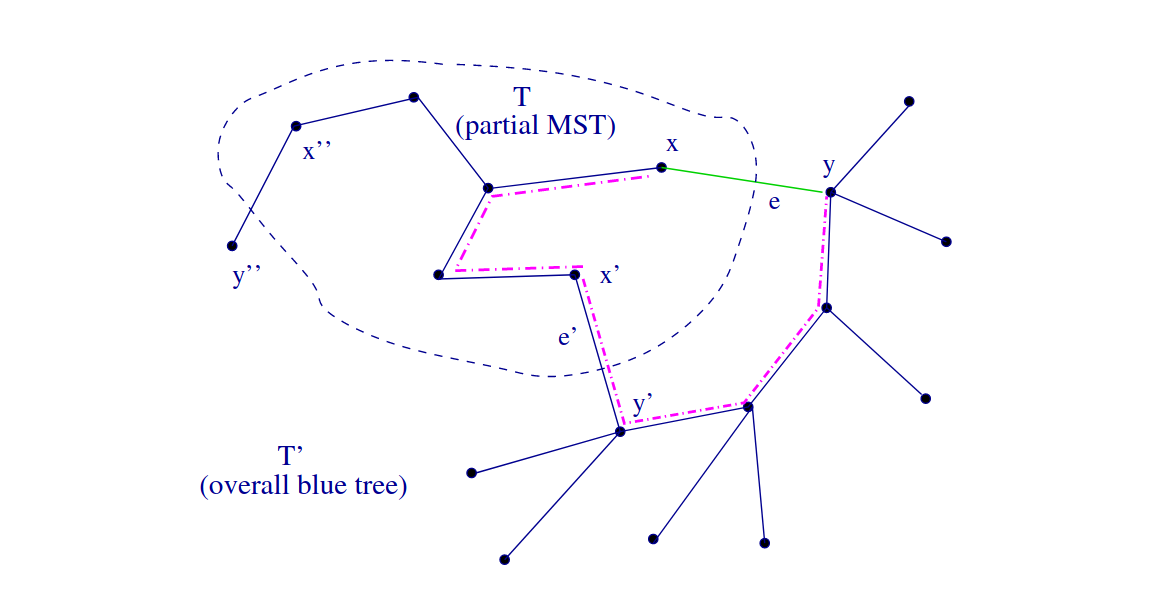 T
(partial MST)
x
x’’
y
e
y’’
x’
e’
y’
T’
(overall blue tree)